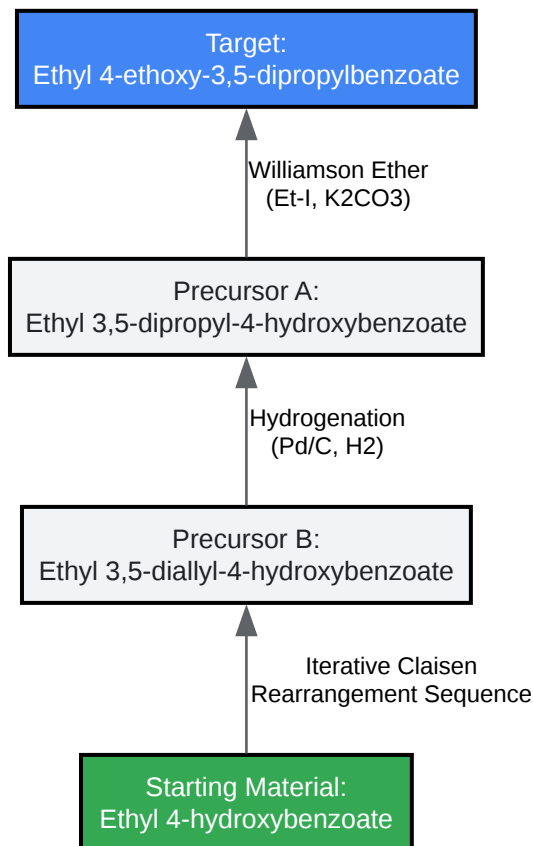 Target:
Ethyl 4-ethoxy-3,5-dipropylbenzoate
Williamson Ether
(Et-I, K2CO3)
Precursor A:
Ethyl 3,5-dipropyl-4-hydroxybenzoate
Hydrogenation
(Pd/C, H2)
Precursor B:
Ethyl 3,5-diallyl-4-hydroxybenzoate
Iterative Claisen
Rearrangement Sequence
Starting Material:
Ethyl 4-hydroxybenzoate